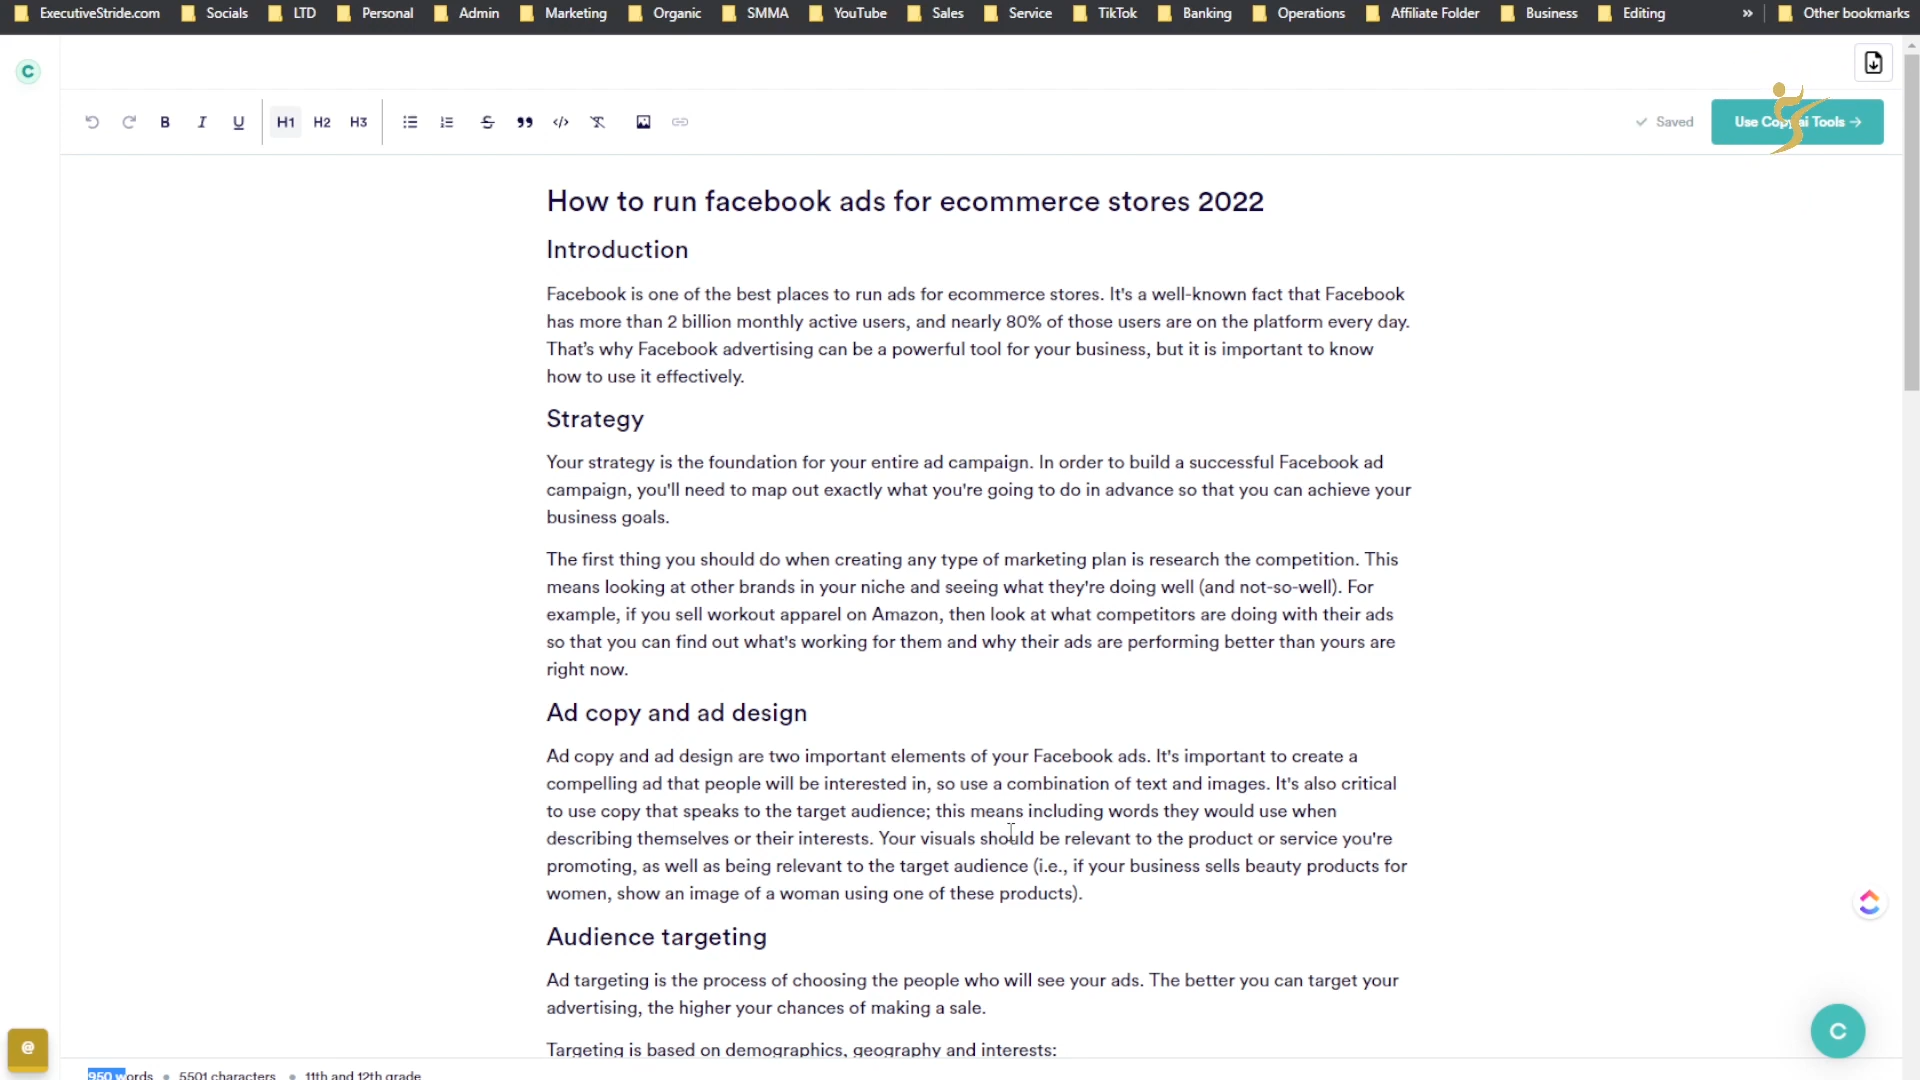 ExecutiveStride.com Socials LTD Personal Admin Marketing Organic SMMA YouTube Sales Service TikTok Banking Operations Affiliate Folder Business Editing » Other bookmarks
C
B I U H1 H2 H3 Saved Use Copy.ai Tools →
How to run facebook ads for ecommerce stores 2022
Introduction
Facebook is one of the best places to run ads for ecommerce stores. It's a well-known fact that Facebook
has more than 2 billion monthly active users, and nearly 80% of those users are on the platform every day.
That's why Facebook advertising can be a powerful tool for your business, but it is important to know
how to use it effectively.
Strategy
Your strategy is the foundation for your entire ad campaign. In order to build a successful Facebook ad
campaign, you'll need to map out exactly what you're going to do in advance so that you can achieve your
business goals.
The first thing you should do when creating any type of marketing plan is research the competition. This
means looking at other brands in your niche and seeing what they're doing well (and not-so-well). For
example, if you sell workout apparel on Amazon, then look at what competitors are doing with their ads
so that you can find out what's working for them and why their ads are performing better than yours are
right now.
Ad copy and ad design
Ad copy and ad design are two important elements of your Facebook ads. It's important to create a
compelling ad that people will be interested in, so use a combination of text and images. It's also critical
to use copy that speaks to the target audience; this means including words they would use when
describing themselves or their interests. Your visuals should be relevant to the product or service you're
promoting, as well as being relevant to the target audience (i.e., if your business sells beauty products for
women, show an image of a woman using one of these products).
Audience targeting
Ad targeting is the process of choosing the people who will see your ads. The better you can target your
advertising, the higher your chances of making a sale.
C
Targeting is based on demographics, geography and interests:
@
950 words • 5501 characters • 11th and 12th grade